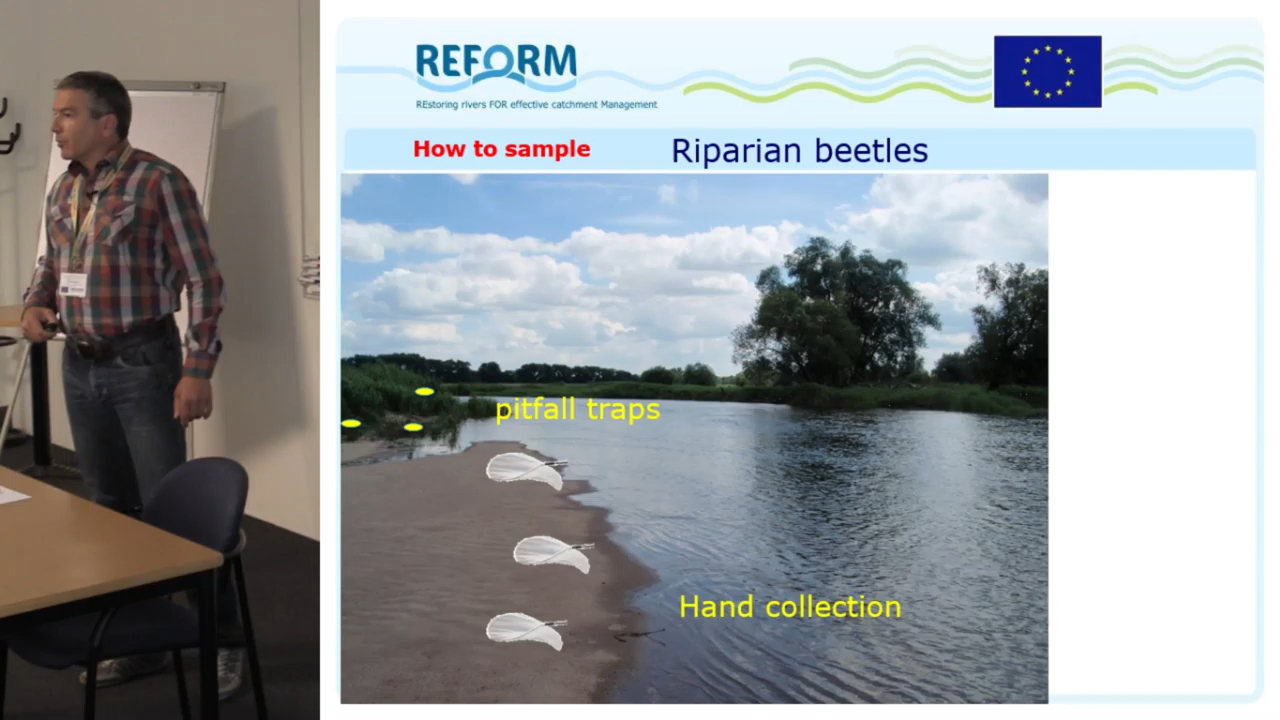 REFORM
REstoring rivers FOR effective catchment Management
How to sample
Riparian beetles
pitfall traps
Hand collection